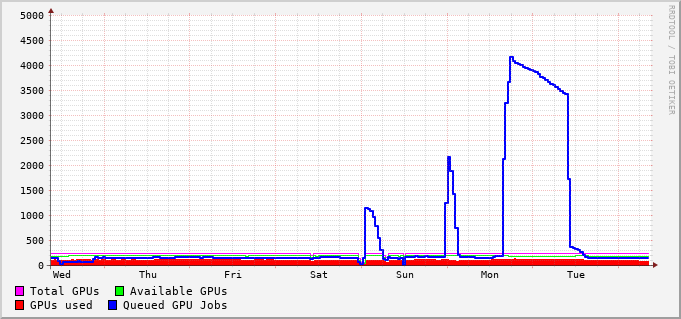 5000
4500
4000
3500
3000
2500
2000
1500
1000
500
0
Wed Thu Fri Sat Sun Mon Tue
Total GPUs Available GPUs
GPUs used Queued GPU Jobs
RRDTOOL / TOBI OETIKER